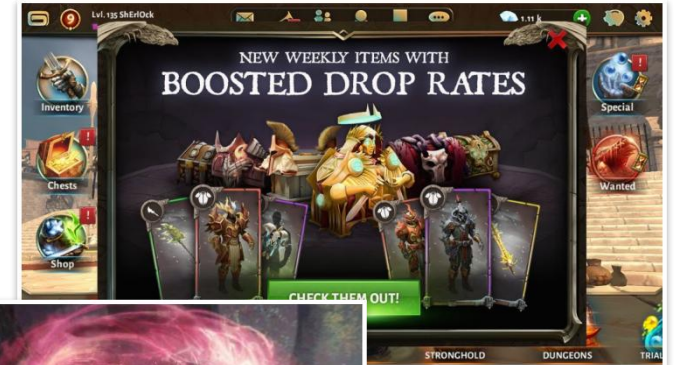 9
Lvl. 135 ShErlOck
1.11 k
NEW WEEKLY ITEMS WITH
BOOSTED DROP RATES
Inventory
Special
Chests
Wanted
Shop
CHECK THEM OUT!
STRONGHOLD
DUNGEONS
TRIAL